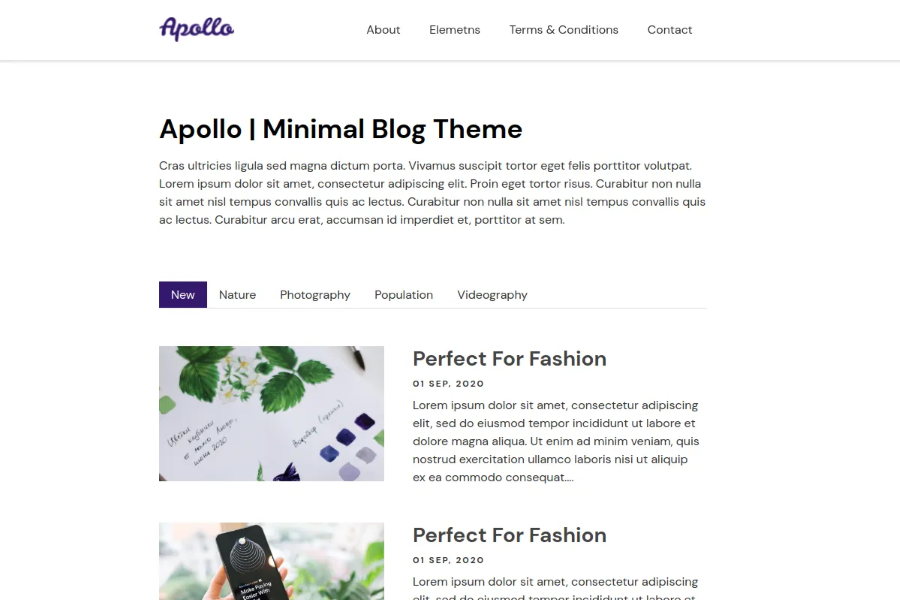 Apollo
About
Elemetns
Terms & Conditions
Contact
Apollo | Minimal Blog Theme
Cras ultricies ligula sed magna dictum porta. Vivamus suscipit tortor eget felis porttitor volutpat.
Lorem ipsum dolor sit amet, consectetur adipiscing elit. Proin eget tortor risus. Curabitur non nulla
sit amet nisl tempus convallis quis ac lectus. Curabitur non nulla sit amet nisl tempus convallis quis
ac lectus. Curabitur arcu erat, accumsan id imperdiet et, porttitor at sem.
New
Nature
Photography
Population
Videography
Perfect For Fashion
01 SEP, 2020
Lorem ipsum dolor sit amet, consectetur adipiscing
elit, sed do eiusmod tempor incididunt ut labore et
dolore magna aliqua. Ut enim ad minim veniam, quis
nostrud exercitation ullamco laboris nisi ut aliquip
ex ea commodo consequat....
2020
Make Pairing
Easier With
Perfect For Fashion
01 SEP, 2020
Lorem ipsum dolor sit amet, consectetur adipiscing
elit, sed do eiusmod tempor incididunt ut labore et